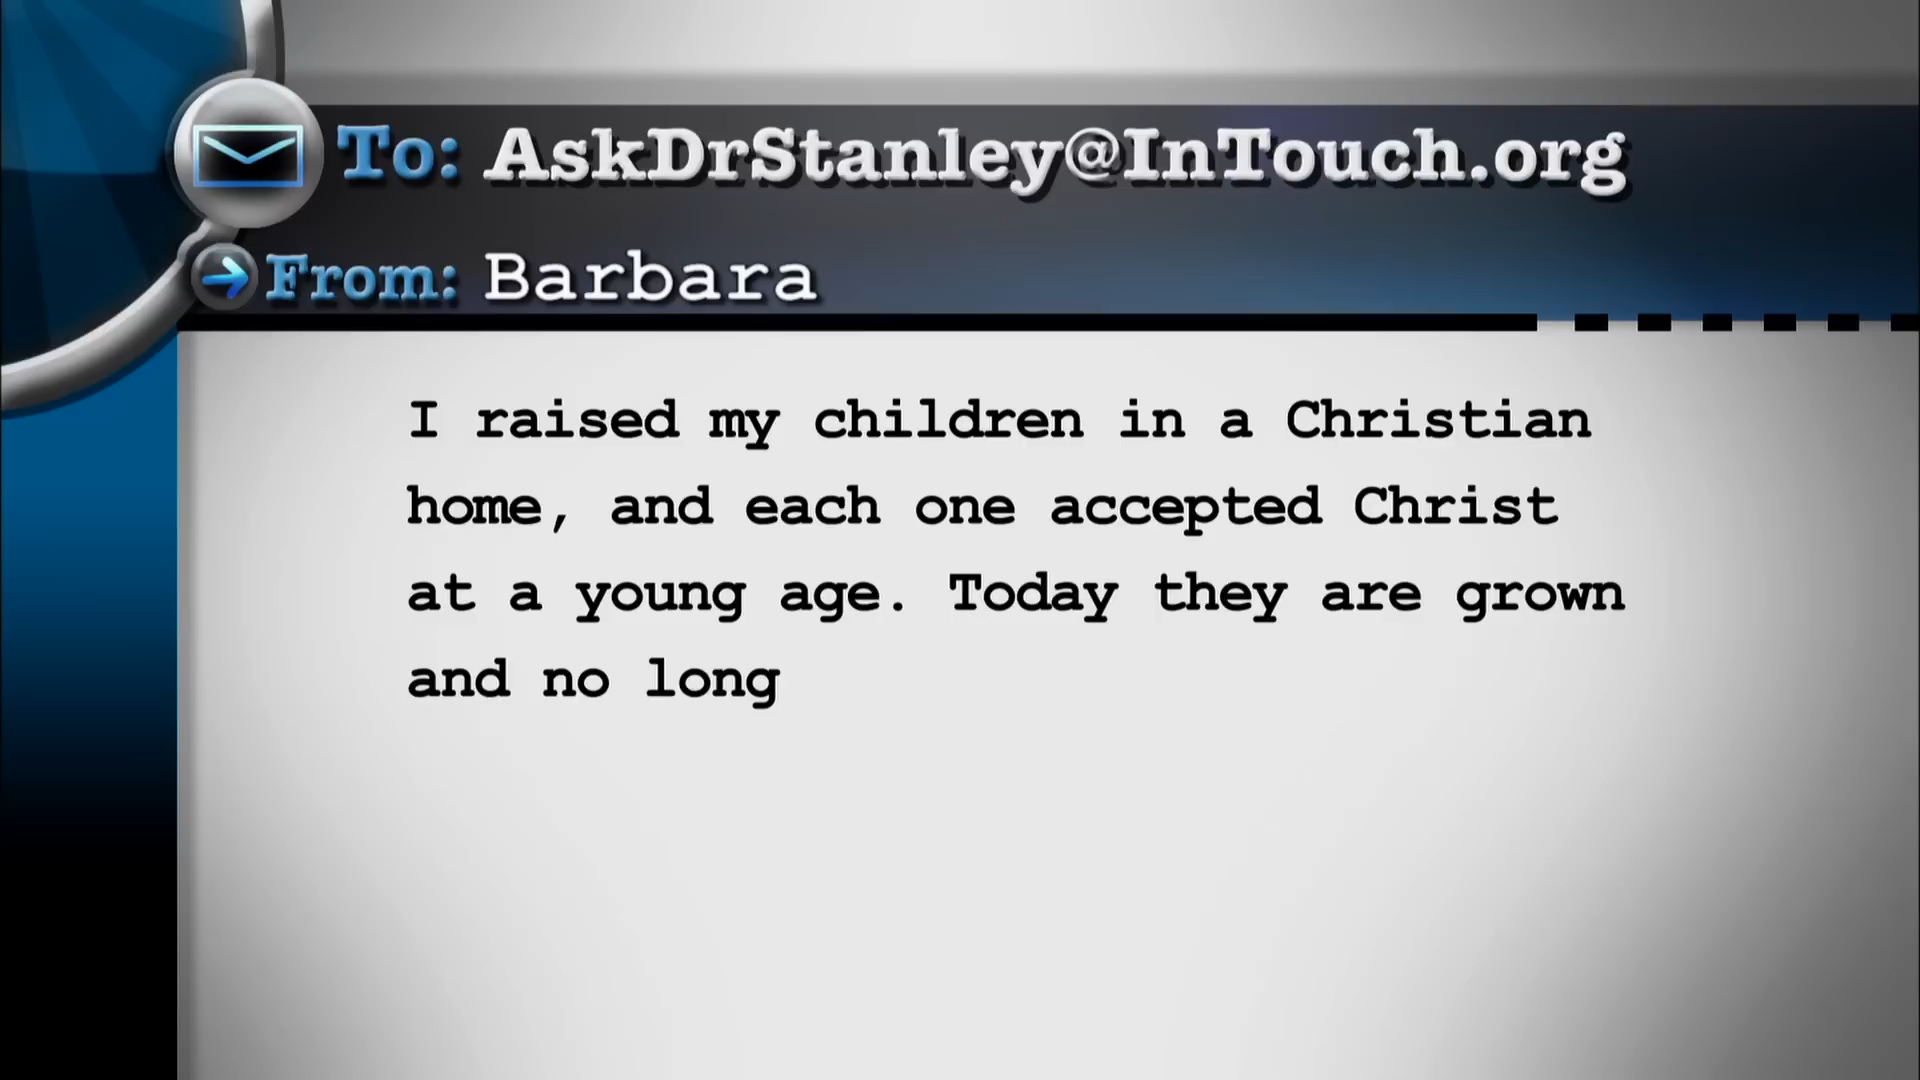 To: AskDrStanley@InTouch.org
From: Barbara
I raised my children in a Christian
home, and each one accepted Christ
at a young age. Today they are grown
and no long